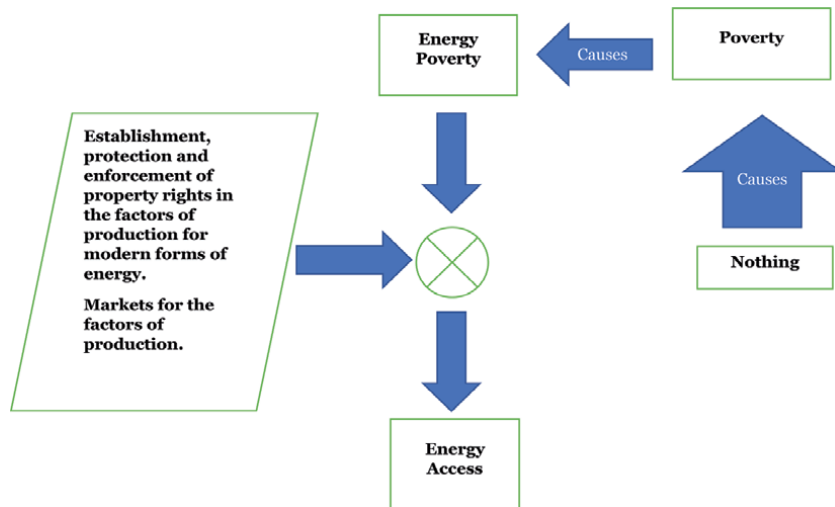 Energy
Poverty
Causes
Poverty
Establishment,
protection and
enforcement of
property rights in
the factors of
production for
modern forms of
energy.
Markets for the
factors of
production.
Causes
Nothing
Energy
Access